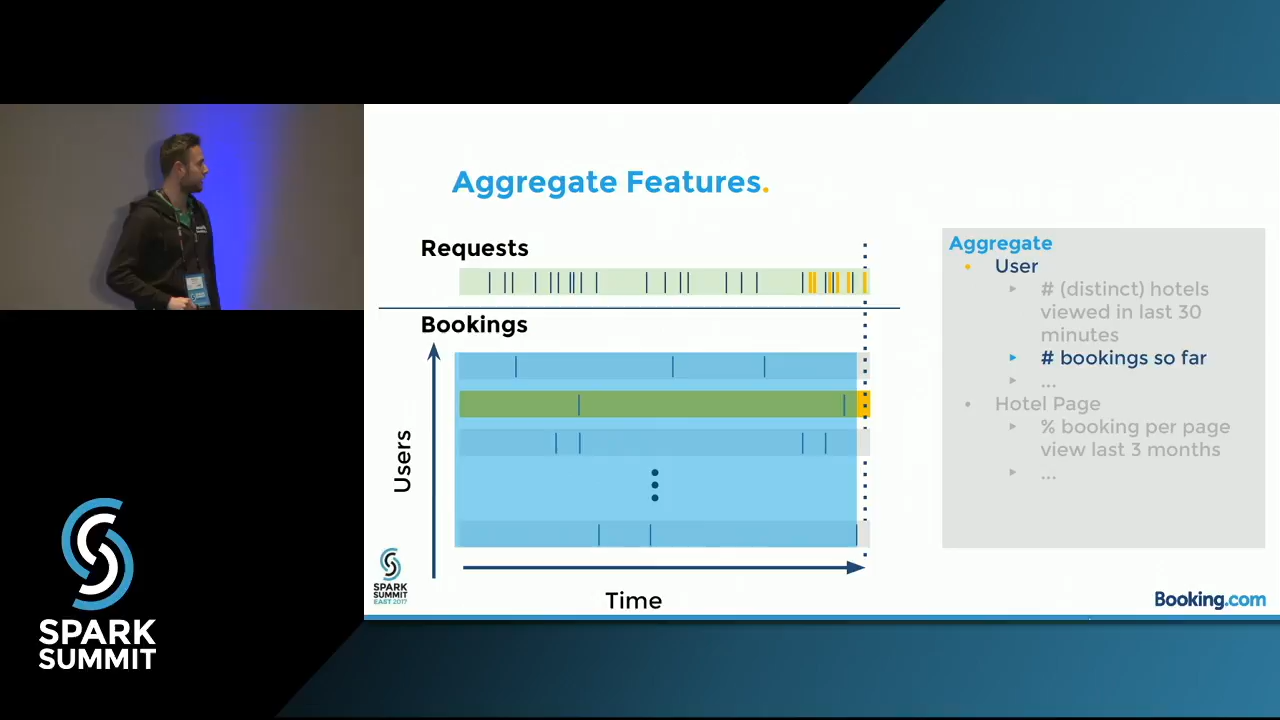 Aggregate Features.
Requests
Bookings
Users
Time
Aggregate
User
# (distinct) hotels
viewed in last 30
minutes
# bookings so far
...
Hotel Page
% booking per page
view last 3 months
...
SPARK
SUMMIT
EAST 2017
Booking.com
SPARK
SUMMIT